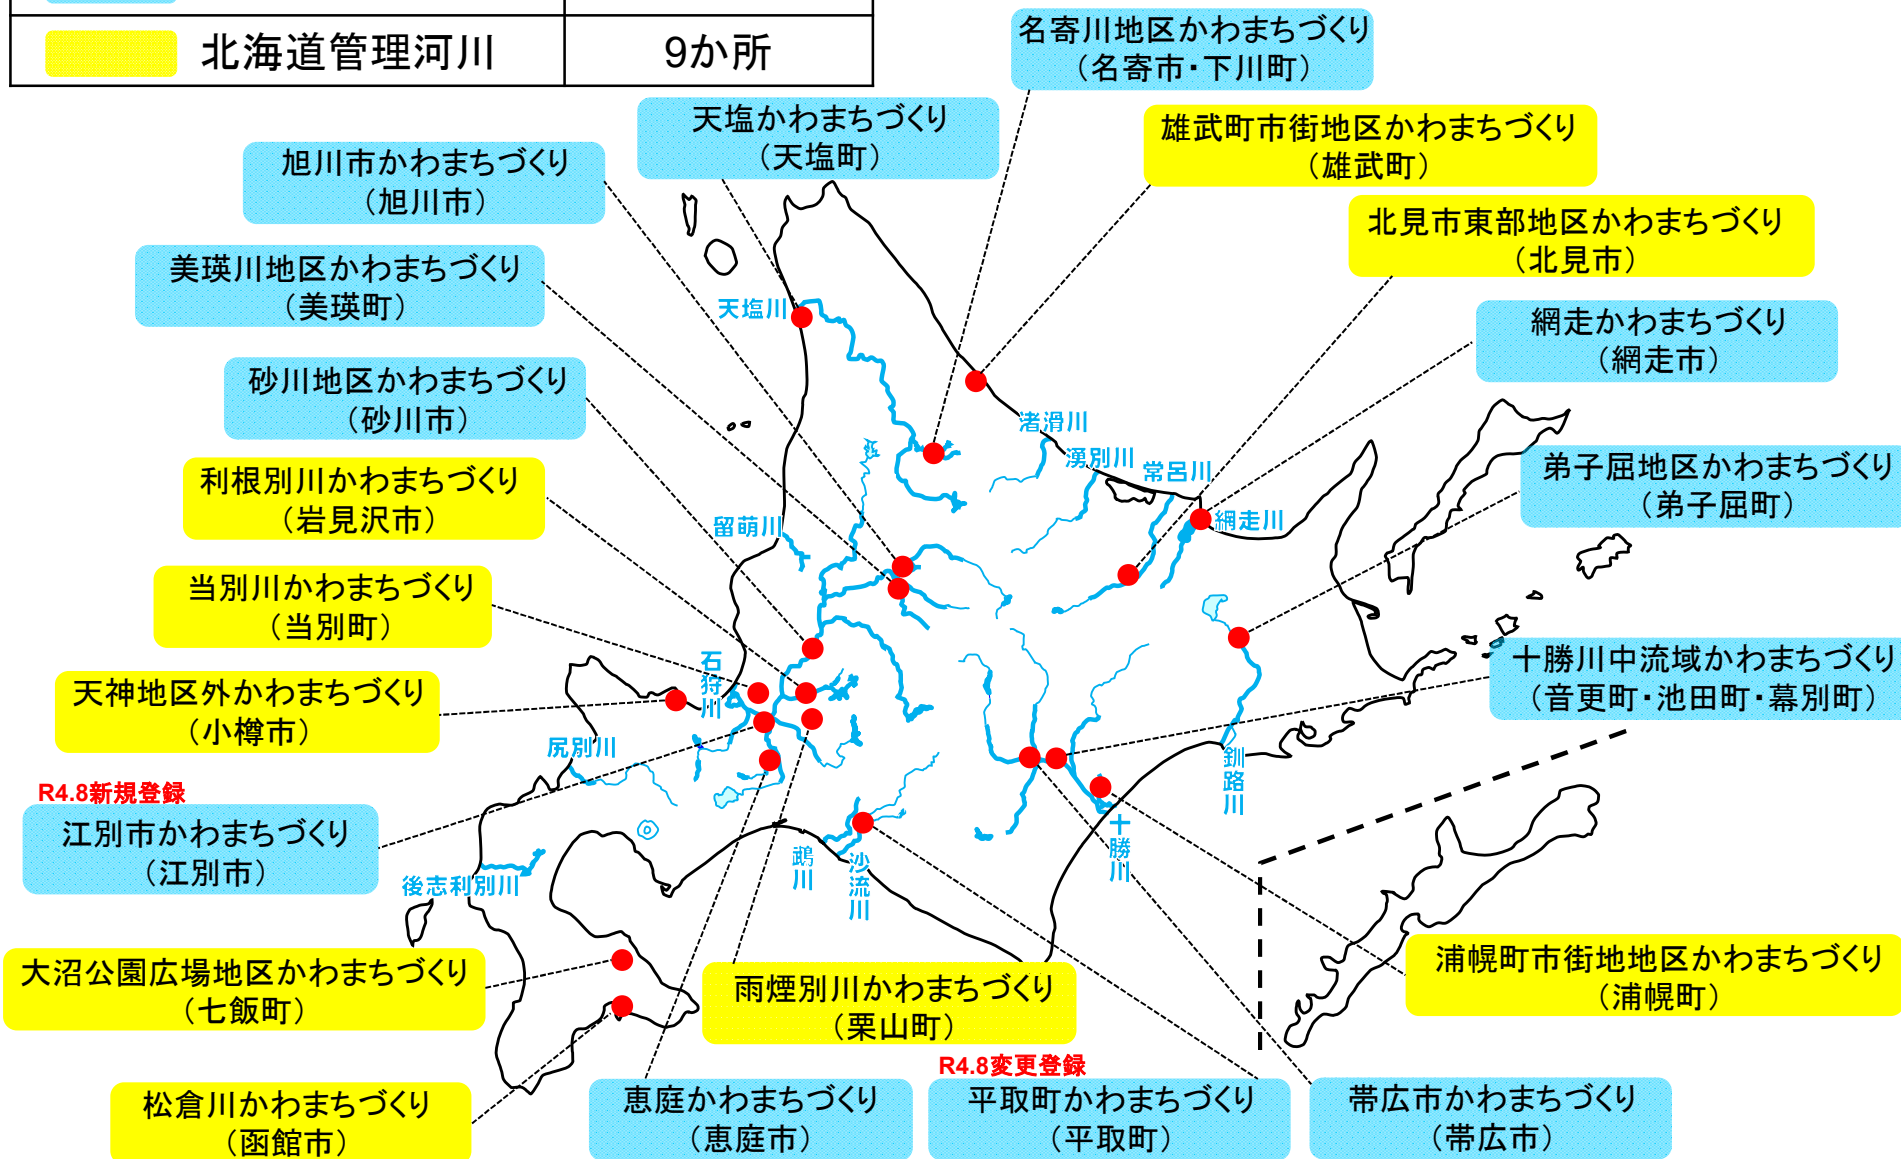 北海道管理河川 9か所
名寄川地区かわまちづくり
（名寄市・下川町）
天塩かわまちづくり
（天塩町）
雄武町市街地区かわまちづくり
（雄武町）
旭川市かわまちづくり
（旭川市）
北見市東部地区かわまちづくり
（北見市）
美瑛川地区かわまちづくり
（美瑛町）
天塩川
網走かわまちづくり
（網走市）
砂川地区かわまちづくり
（砂川市）
渚滑川
湧別川
常呂川
弟子屈地区かわまちづくり
（弟子屈町）
利根別川かわまちづくり
（岩見沢市）
留萌川
網走川
当別川かわまちづくり
（当別町）
石狩川
十勝川中流域かわまちづくり
（音更町・池田町・幕別町）
天神地区外かわまちづくり
（小樽市）
尻別川
釧路川
R4.8新規登録
江別市かわまちづくり
（江別市）
後志利別川
鵡川
沙流川
十勝川
大沼公園広場地区かわまちづくり
（七飯町）
雨煙別川かわまちづくり
（栗山町）
浦幌町市街地地区かわまちづくり
（浦幌町）
松倉川かわまちづくり
（函館市）
恵庭かわまちづくり
（恵庭市）
R4.8変更登録
平取町かわまちづくり
（平取町）
帯広市かわまちづくり
（帯広市）